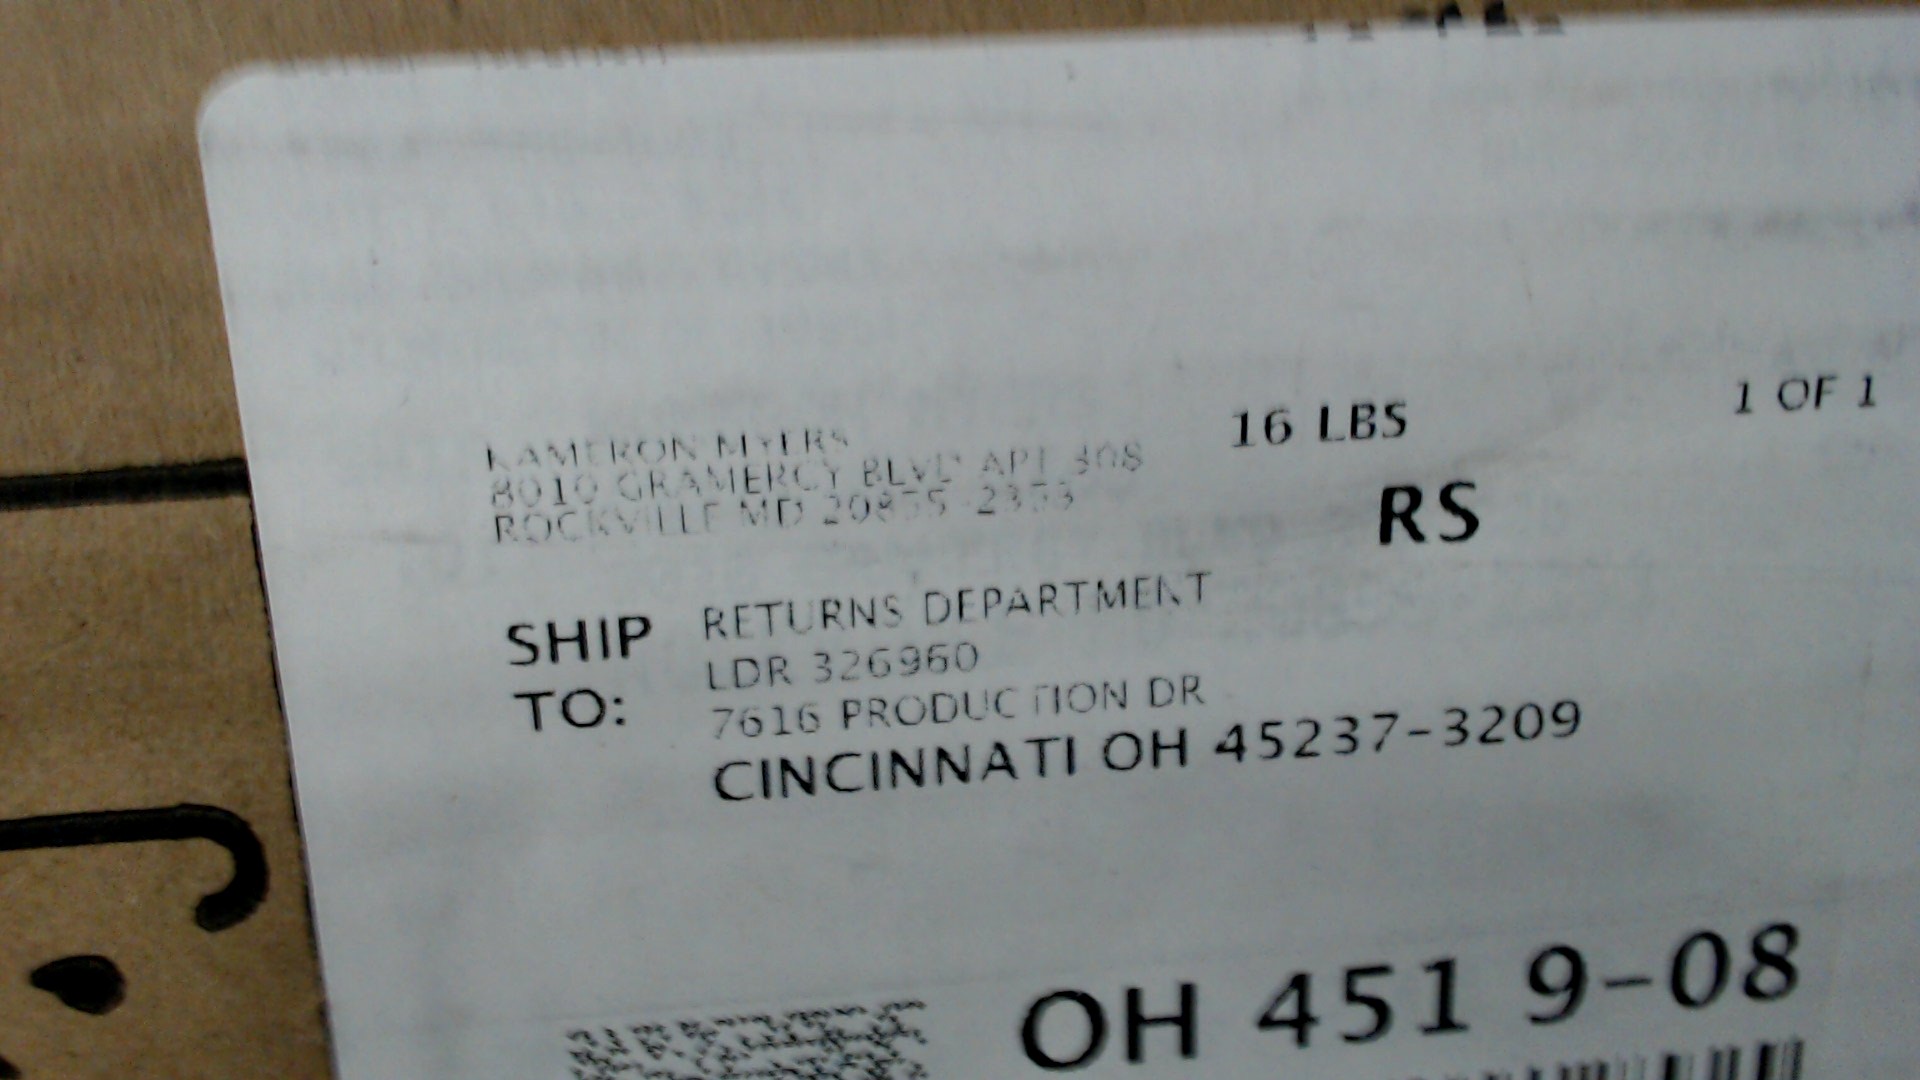 KAMERON MYERS
16 LBS
1 OF 1
8010 GRAMERCY BLVD APT 308
ROCKVILLE MD
RS
SHIP TO:
RETURNS DEPARTMENT
LDR 326960
7616 PRODUCTION DR
CINCINNATI OH 45237-3209
OH 451 9-08